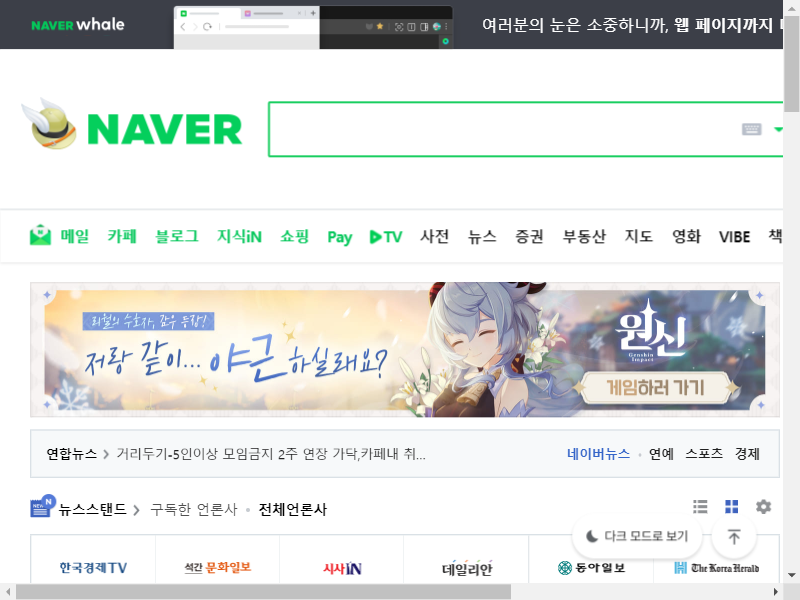 NAVER whale
여러분의 눈은 소중하니까, 웹 페이지까지
NAVER
메일 카페 블로그 지식iN 쇼핑 Pay TV 사전 뉴스 증권 부동산 지도 영화 VIBE 책
리월의 수호자, 감우 등장!
저랑 같이... 야근 하실래요?
원신
Genshin
Impact
게임하러 가기
연합뉴스 거리두기-5인이상 모임금지 2주 연장 가닥,카페내 취... 네이버뉴스 연예 스포츠 경제
NEWS N
뉴스스탠드 구독한 언론사 전체언론사
다크 모드로 보기
한국경제TV 석간 문화일보 시사IN 데일리안 동아일보 The Korea Herald